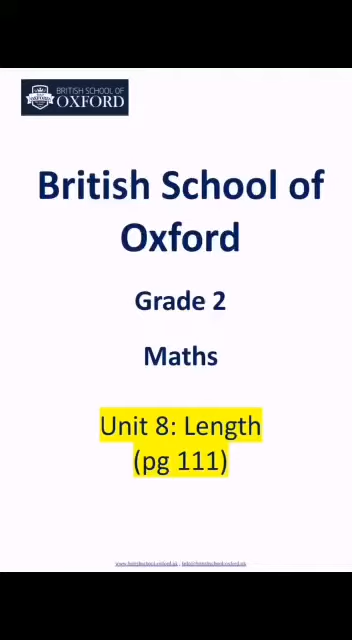 BRITISH SCHOOL OF
OXFORD
British School of
Oxford
Grade 2
Maths
Unit 8: Length
(pg 111)